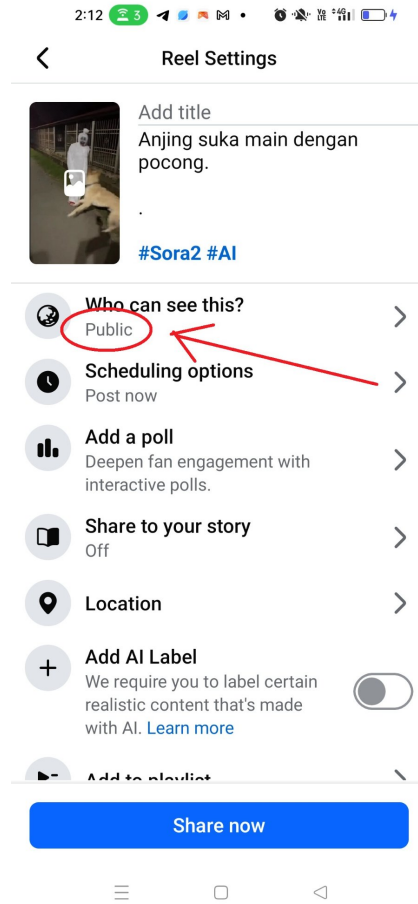 2:12
3
4G
Reel Settings
Add title
Anjing suka main dengan
pocong.
.
#Sora2 #AI
Who can see this?
Public
Scheduling options
Post now
Add a poll
Deepen fan engagement with
interactive polls.
Share to your story
Off
Location
Add AI Label
We require you to label certain
realistic content that's made
with AI. Learn more
Add to playlist
Share now